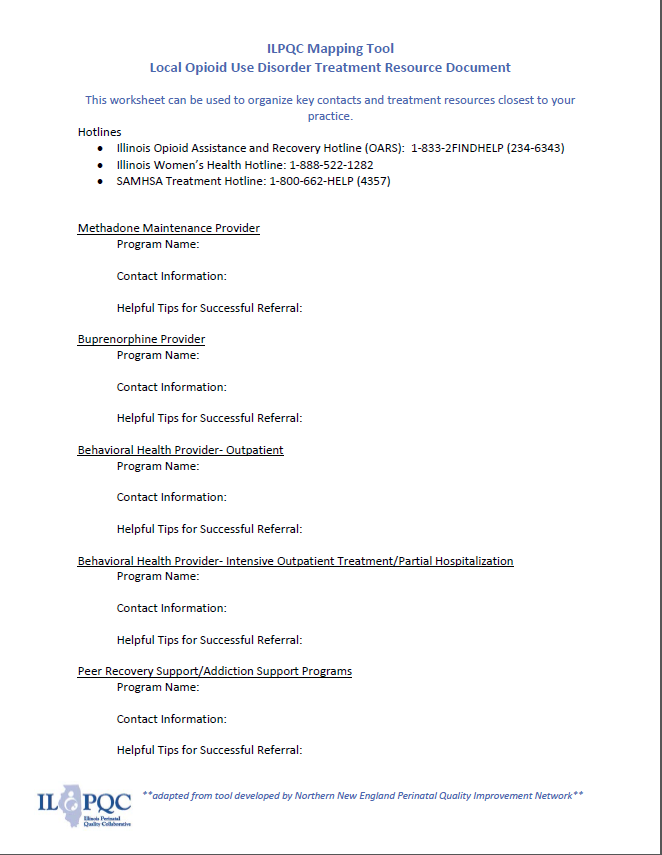 ILPQC Mapping Tool
Local Opioid Use Disorder Treatment Resource Document
This worksheet can be used to organize key contacts and treatment resources closest to your
practice.
Hotlines
• Illinois Opioid Assistance and Recovery Hotline (OARS): 1-833-2FINDHELP (234-6343)
• Illinois Women’s Health Hotline: 1-888-522-1282
• SAMHSA Treatment Hotline: 1-800-662-HELP (4357)
Methadone Maintenance Provider
Program Name:
Contact Information:
Helpful Tips for Successful Referral:
Buprenorphine Provider
Program Name:
Contact Information:
Helpful Tips for Successful Referral:
Behavioral Health Provider- Outpatient
Program Name:
Contact Information:
Helpful Tips for Successful Referral:
Behavioral Health Provider- Intensive Outpatient Treatment/Partial Hospitalization
Program Name:
Contact Information:
Helpful Tips for Successful Referral:
Peer Recovery Support/Addiction Support Programs
Program Name:
Contact Information:
Helpful Tips for Successful Referral:
**adapted from tool developed by Northern New England Perinatal Quality Improvement Network**
IL PQC
Illinois Perinatal
Quality Collaborative